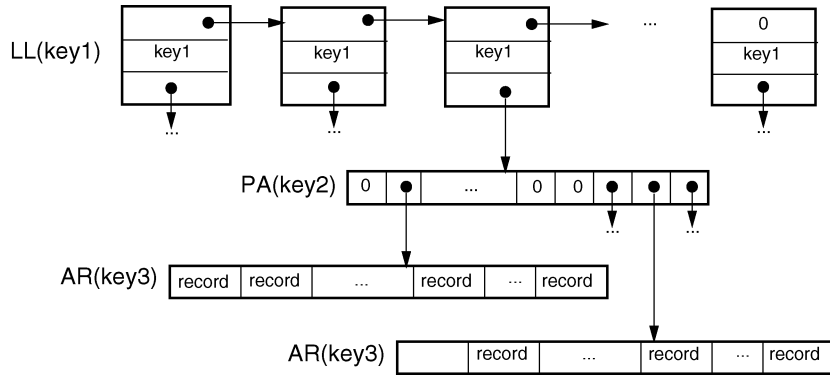 LL(key1) key1 key1 key1 ... 0 key1
... ... ...
PA(key2) 0 ... 0 0
... ...
AR(key3) record record ... record ... record
AR(key3) record ... record ... record